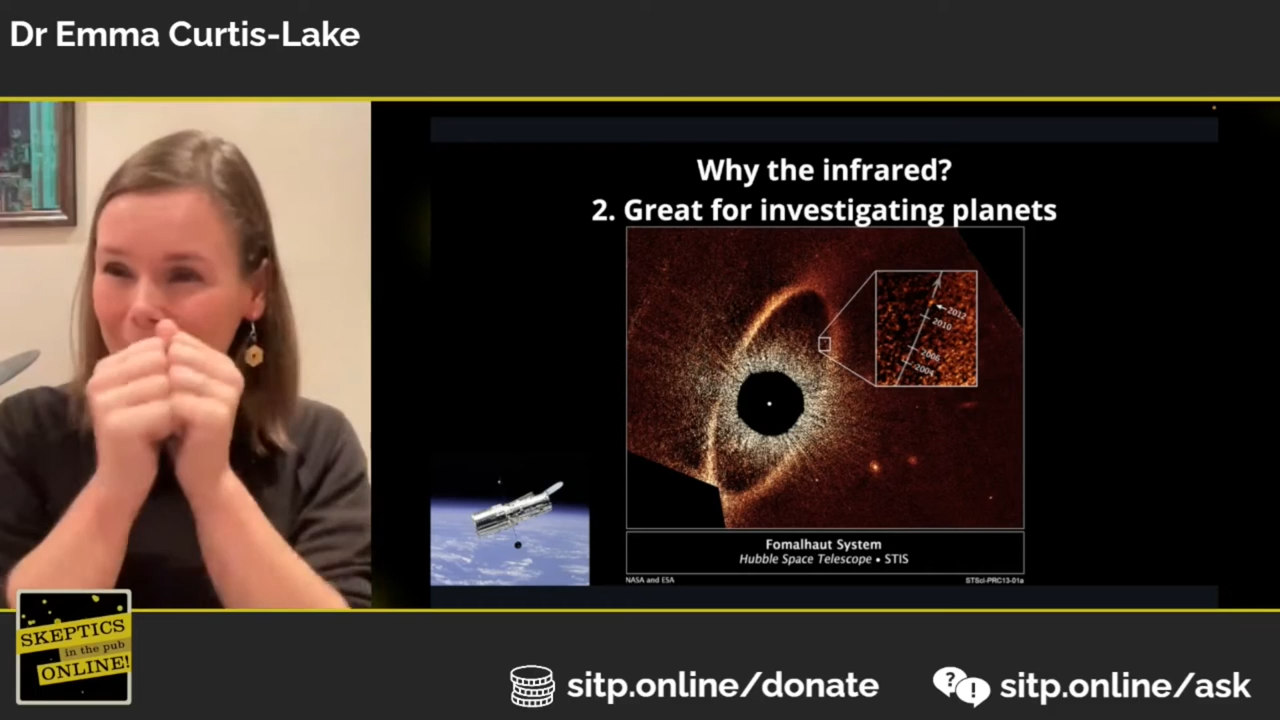 Dr Emma Curtis-Lake
Why the infrared?
2. Great for investigating planets
2012
2010
2006
2004
Fomalhaut System
Hubble Space Telescope • STIS
NASA and ESA
STScI-PRC13-01a
SKEPTICS
in the pub
ONLINE!
sitp.online/donate
? !
sitp.online/ask